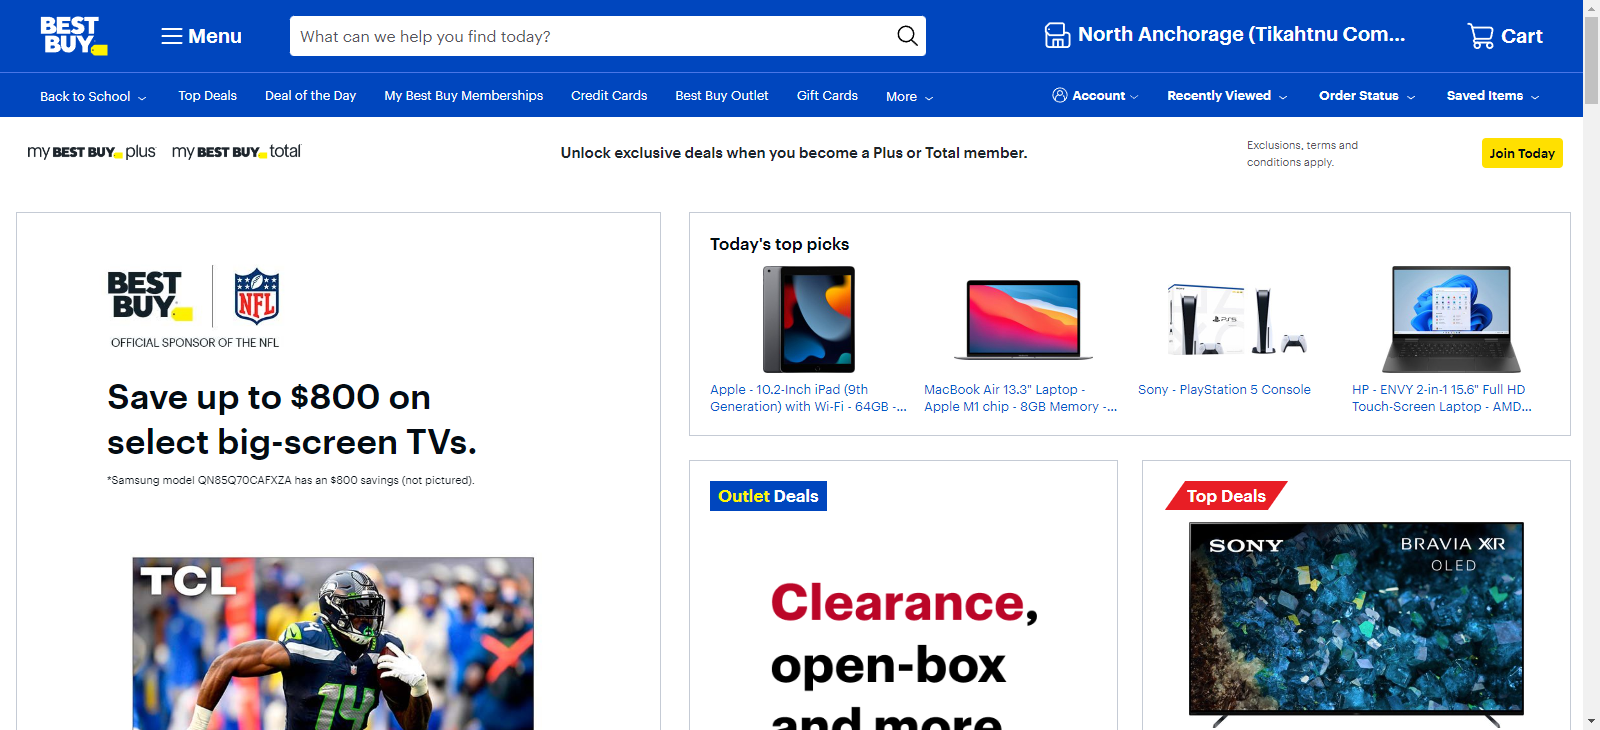 BEST
BUY
Menu
What can we help you find today?
North Anchorage (Tikahtnu Com...
Cart
Back to School
Top Deals
Deal of the Day
My Best Buy Memberships
Credit Cards
Best Buy Outlet
Gift Cards
More
Account
Recently Viewed
Order Status
Saved Items
my BEST BUY plus
my BEST BUY total
Unlock exclusive deals when you become a Plus or Total member.
Exclusions, terms and
conditions apply.
Join Today
BEST
BUY
NFL
OFFICIAL SPONSOR OF THE NFL
Save up to $800 on
select big-screen TVs.
*Samsung model QN85Q70CAFXZA has an $800 savings (not pictured).
TCL
14
Today's top picks
PS5
Apple - 10.2-Inch iPad (9th
Generation) with Wi-Fi - 64GB -...
MacBook Air 13.3" Laptop -
Apple M1 chip - 8GB Memory -...
Sony - PlayStation 5 Console
HP - ENVY 2-in-1 15.6" Full HD
Touch-Screen Laptop - AMD...
Outlet Deals
Clearance,
open-box
and more
Top Deals
SONY
BRAVIA XR
OLED